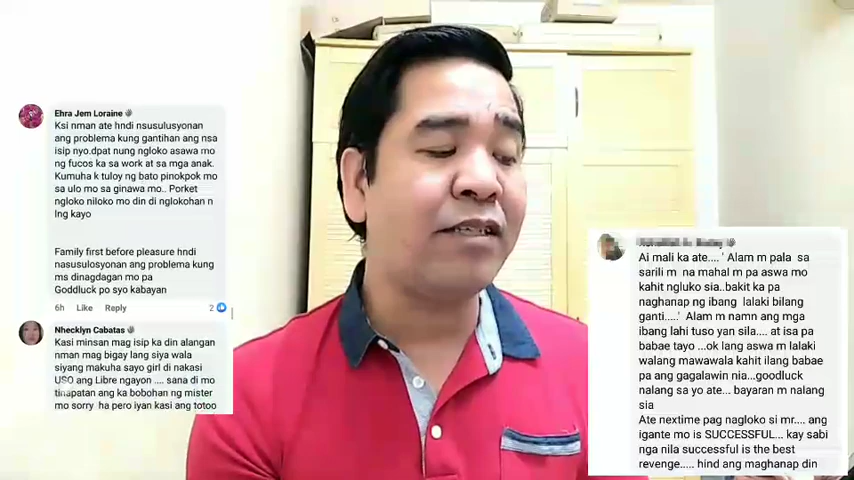 Ehra Jem Loraine
Ksi nman ate hndi nsusulusyonan
ang problema kung gantihan ang nsa
isip nyo.dpat nung ngloko asawa mo
ng fucos ka sa work at sa mga anak.
Kumuha k tuloy ng bato pinokpok mo
sa ulo mo sa ginawa mo.. Porket
ngloko niloko mo din di nglokohan n
lng kayo
Family first before pleasure hndi
nasusulosyonan ang problema kung
ms dinagdagan mo pa
Goddluck po syo kabayan
6h Like Reply 2
Nhecklyn Cabatas
Kasi minsan mag isip ka din alangan
nman mag bigay lang siya wala
siyang makuha sayo girl di nakasi
USO ang Libre ngayon .... sana di mo
tinapatan ang ka bobohan ng mister
mo sorry ha pero iyan kasi ang totoo
Ai mali ka ate.... ' Alam m pala sa
sarili m na mahal m pa aswa mo
kahit ngluko sia..bakit ka pa
naghanap ng ibang lalaki bilang
ganti....' Alam m namn ang mga
ibang lahi tuso yan sila.... at isa pa
babae tayo ...ok lang aswa m lalaki
walang mawawala kahit ilang babae
pa ang gagalawin nia...goodluck
nalang sa yo ate... bayaran m nalang
sia
Ate nextime pag nagloko si mr.... ang
igante mo is SUCCESSFUL... kay sabi
nga nila successful is the best
revenge..... hind ang maghanap din